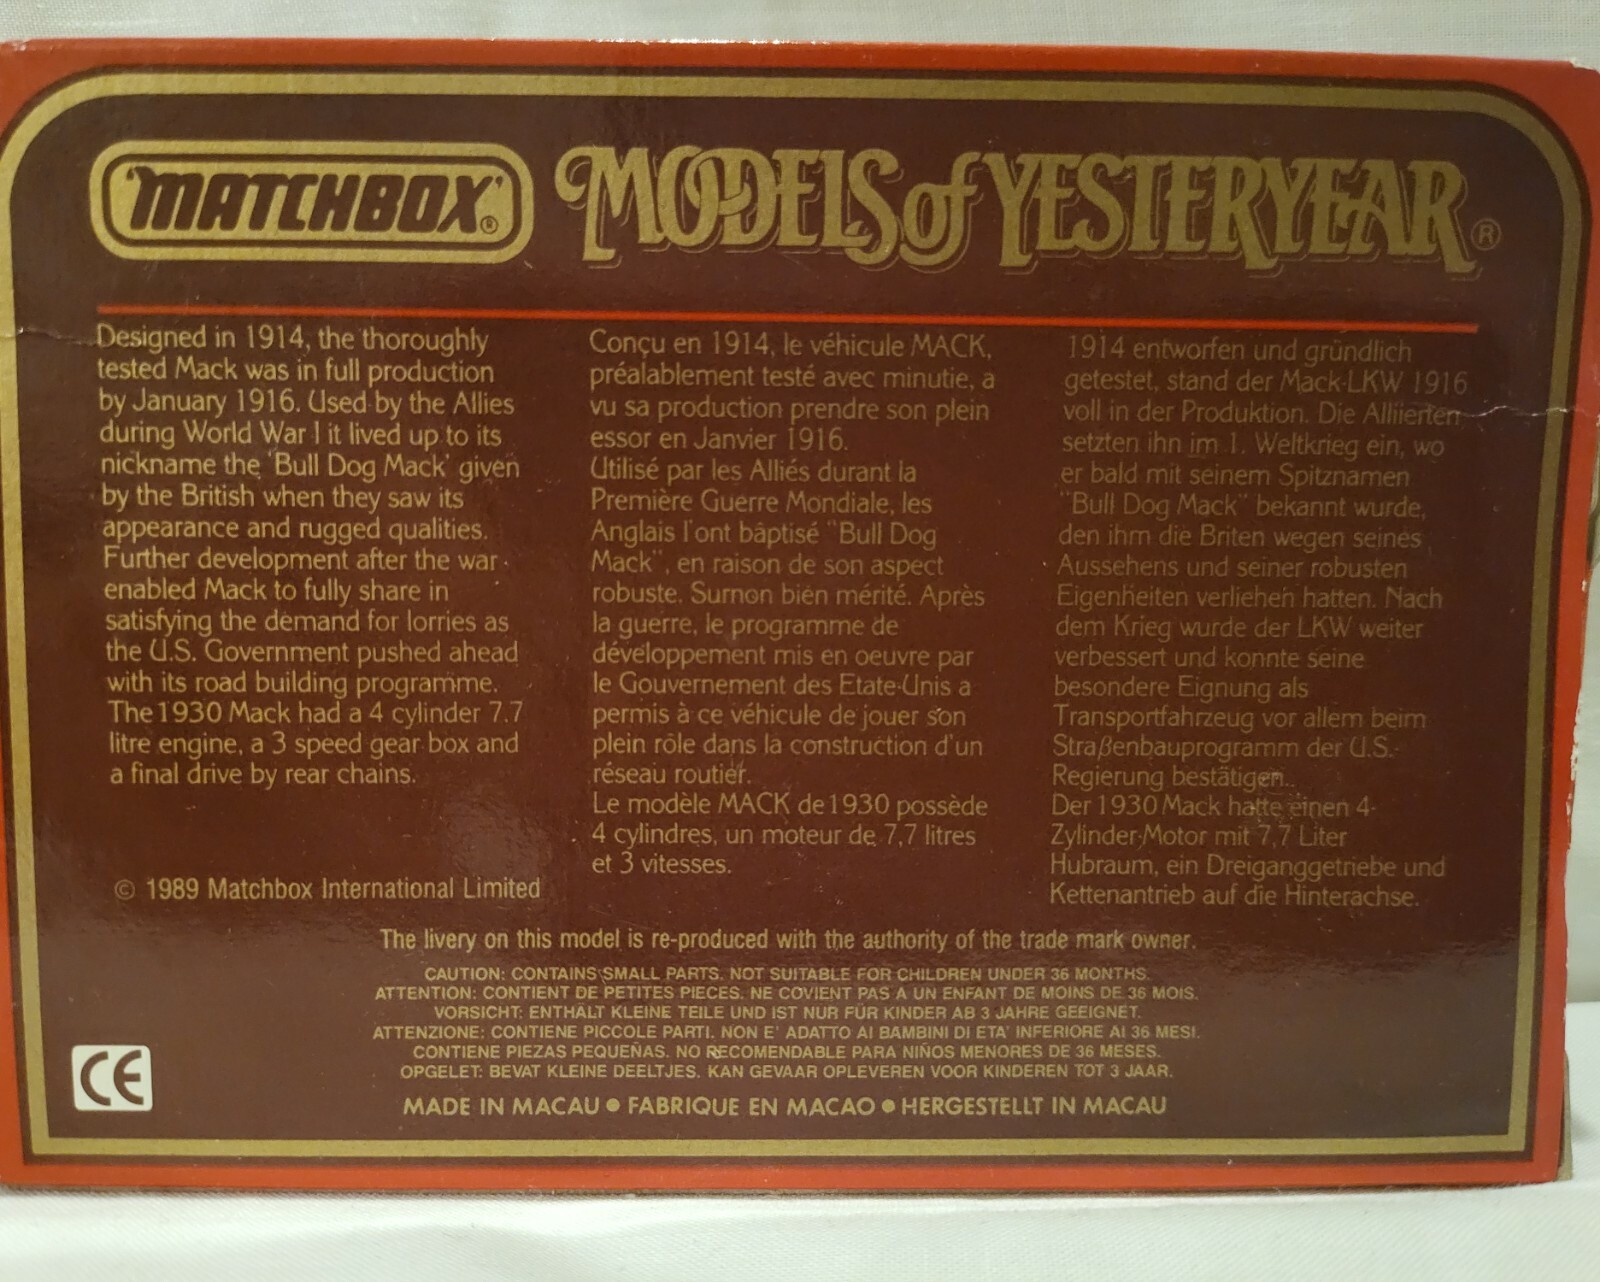 'MATCHBOX'®
MODELS of YESTERYEAR®
Designed in 1914, the thoroughly
tested Mack was in full production
by January 1916. Used by the Allies
during World War I it lived up to its
nickname the 'Bull Dog Mack' given
by the British when they saw its
appearance and rugged qualities.
Further development after the war
enabled Mack to fully share in
satisfying the demand for lorries as
the U.S. Government pushed ahead
with its road building programme.
The 1930 Mack had a 4 cylinder 7.7
litre engine, a 3 speed gear box and
a final drive by rear chains.
© 1989 Matchbox International Limited
Conçu en 1914, le véhicule MACK,
préalablement testé avec minutie, a
vu sa production prendre son plein
essor en Janvier 1916.
Utilisé par les Alliés durant la
Première Guerre Mondiale, les
Anglais l'ont bâptisé "Bull Dog
Mack", en raison de son aspect
robuste. Surnon bien mérité. Après
la guerre, le programme de
développement mis en oeuvre par
le Gouvernement des Etate-Unis a
permis à ce véhicule de jouer son
plein rôle dans la construction d'un
réseau routier.
Le modèle MACK de 1930 possède
4 cylindres, un moteur de 7,7 litres
et 3 vitesses.
1914 entworfen und gründlich
getestet, stand der Mack-LKW 1916
voll in der Produktion. Die Alliierten
setzten ihn im 1. Weltkrieg ein, wo
er bald mit seinem Spitznamen
"Bull Dog Mack" bekannt wurde,
den ihm die Briten wegen seines
Aussehens und seiner robusten
Eigenheiten verliehen hatten. Nach
dem Krieg wurde der LKW weiter
verbessert und konnte seine
besondere Eignung als
Transportfahrzeug vor allem beim
Straßenbauprogramm der U.S.-
Regierung bestätigen.
Der 1930 Mack hatte einen 4-
Zylinder-Motor mit 7,7 Liter
Hubraum, ein Dreiganggetriebe und
Kettenantrieb auf die Hinterachse.
The livery on this model is re-produced with the authority of the trade mark owner.
CAUTION: CONTAINS SMALL PARTS. NOT SUITABLE FOR CHILDREN UNDER 36 MONTHS.
ATTENTION: CONTIENT DE PETITES PIECES. NE COVIENT PAS A UN ENFANT DE MOINS DE 36 MOIS.
VORSICHT: ENTHÄLT KLEINE TEILE UND IST NUR FÜR KINDER AB 3 JAHRE GEEIGNET.
ATTENZIONE: CONTIENE PICCOLE PARTI. NON E' ADATTO AI BAMBINI DI ETA' INFERIORE AI 36 MESI.
CONTIENE PIEZAS PEQUEÑAS. NO RECOMENDABLE PARA NIÑOS MENORES DE 36 MESES.
OPGELET: BEVAT KLEINE DEELTJES. KAN GEVAAR OPLEVEREN VOOR KINDEREN TOT 3 JAAR.
CE
MADE IN MACAU ● FABRIQUE EN MACAO ● HERGESTELLT IN MACAU